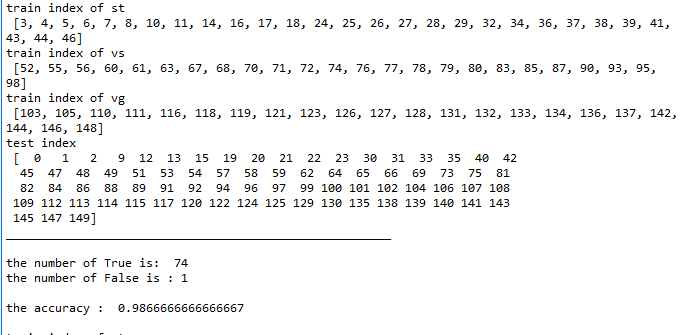 train index of st
[3, 4, 5, 6, 7, 8, 10, 11, 14, 16, 17, 18, 24, 25, 26, 27, 28, 29, 32, 34, 36, 37, 38, 39, 41,
43, 44, 46]
train index of vs
[52, 55, 56, 60, 61, 63, 67, 68, 70, 71, 72, 74, 76, 77, 78, 79, 80, 83, 85, 87, 90, 93, 95,
98]
train index of vg
[103, 105, 110, 111, 116, 118, 119, 121, 123, 126, 127, 128, 131, 132, 133, 134, 136, 137, 142,
144, 146, 148]
test index
[ 0 1 2 9 12 13 15 19 20 21 22 23 30 31 33 35 40 42
45 47 48 49 51 53 54 57 58 59 62 64 65 66 69 73 75 81
82 84 86 88 89 91 92 94 96 97 99 100 101 102 104 106 107 108
109 112 113 114 115 117 120 122 124 125 129 130 135 138 139 140 141 143
145 147 149]
the number of True is: 74
the number of False is : 1
the accuracy : 0.9866666666666667